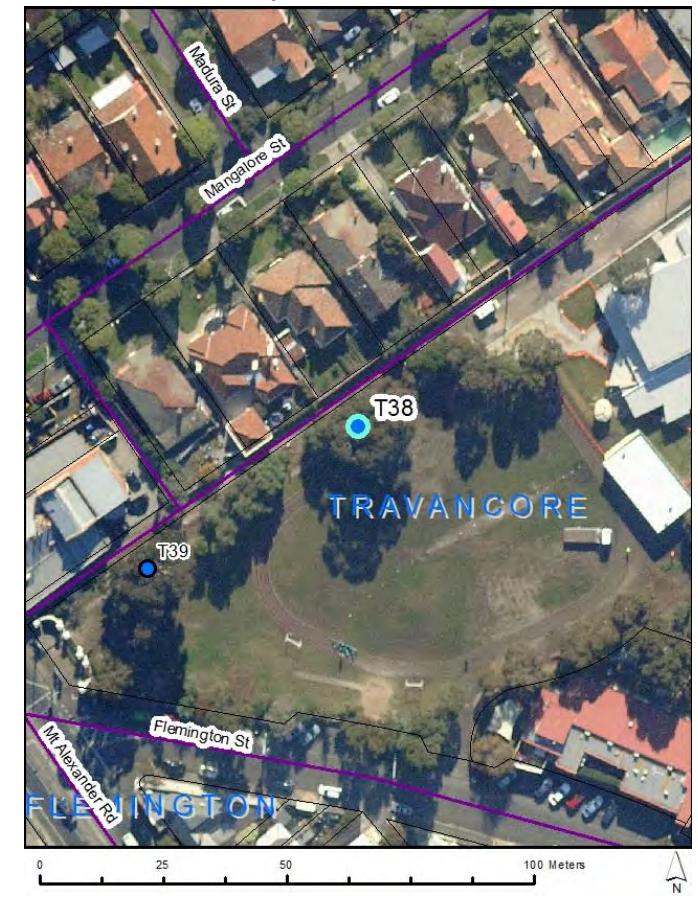 Madura St
Mangalore St
T38
TRAVANCORE
T39
Flemington St
Mt Alexander Rd
FLEMINGTON
0 25 50 100 Meters
N